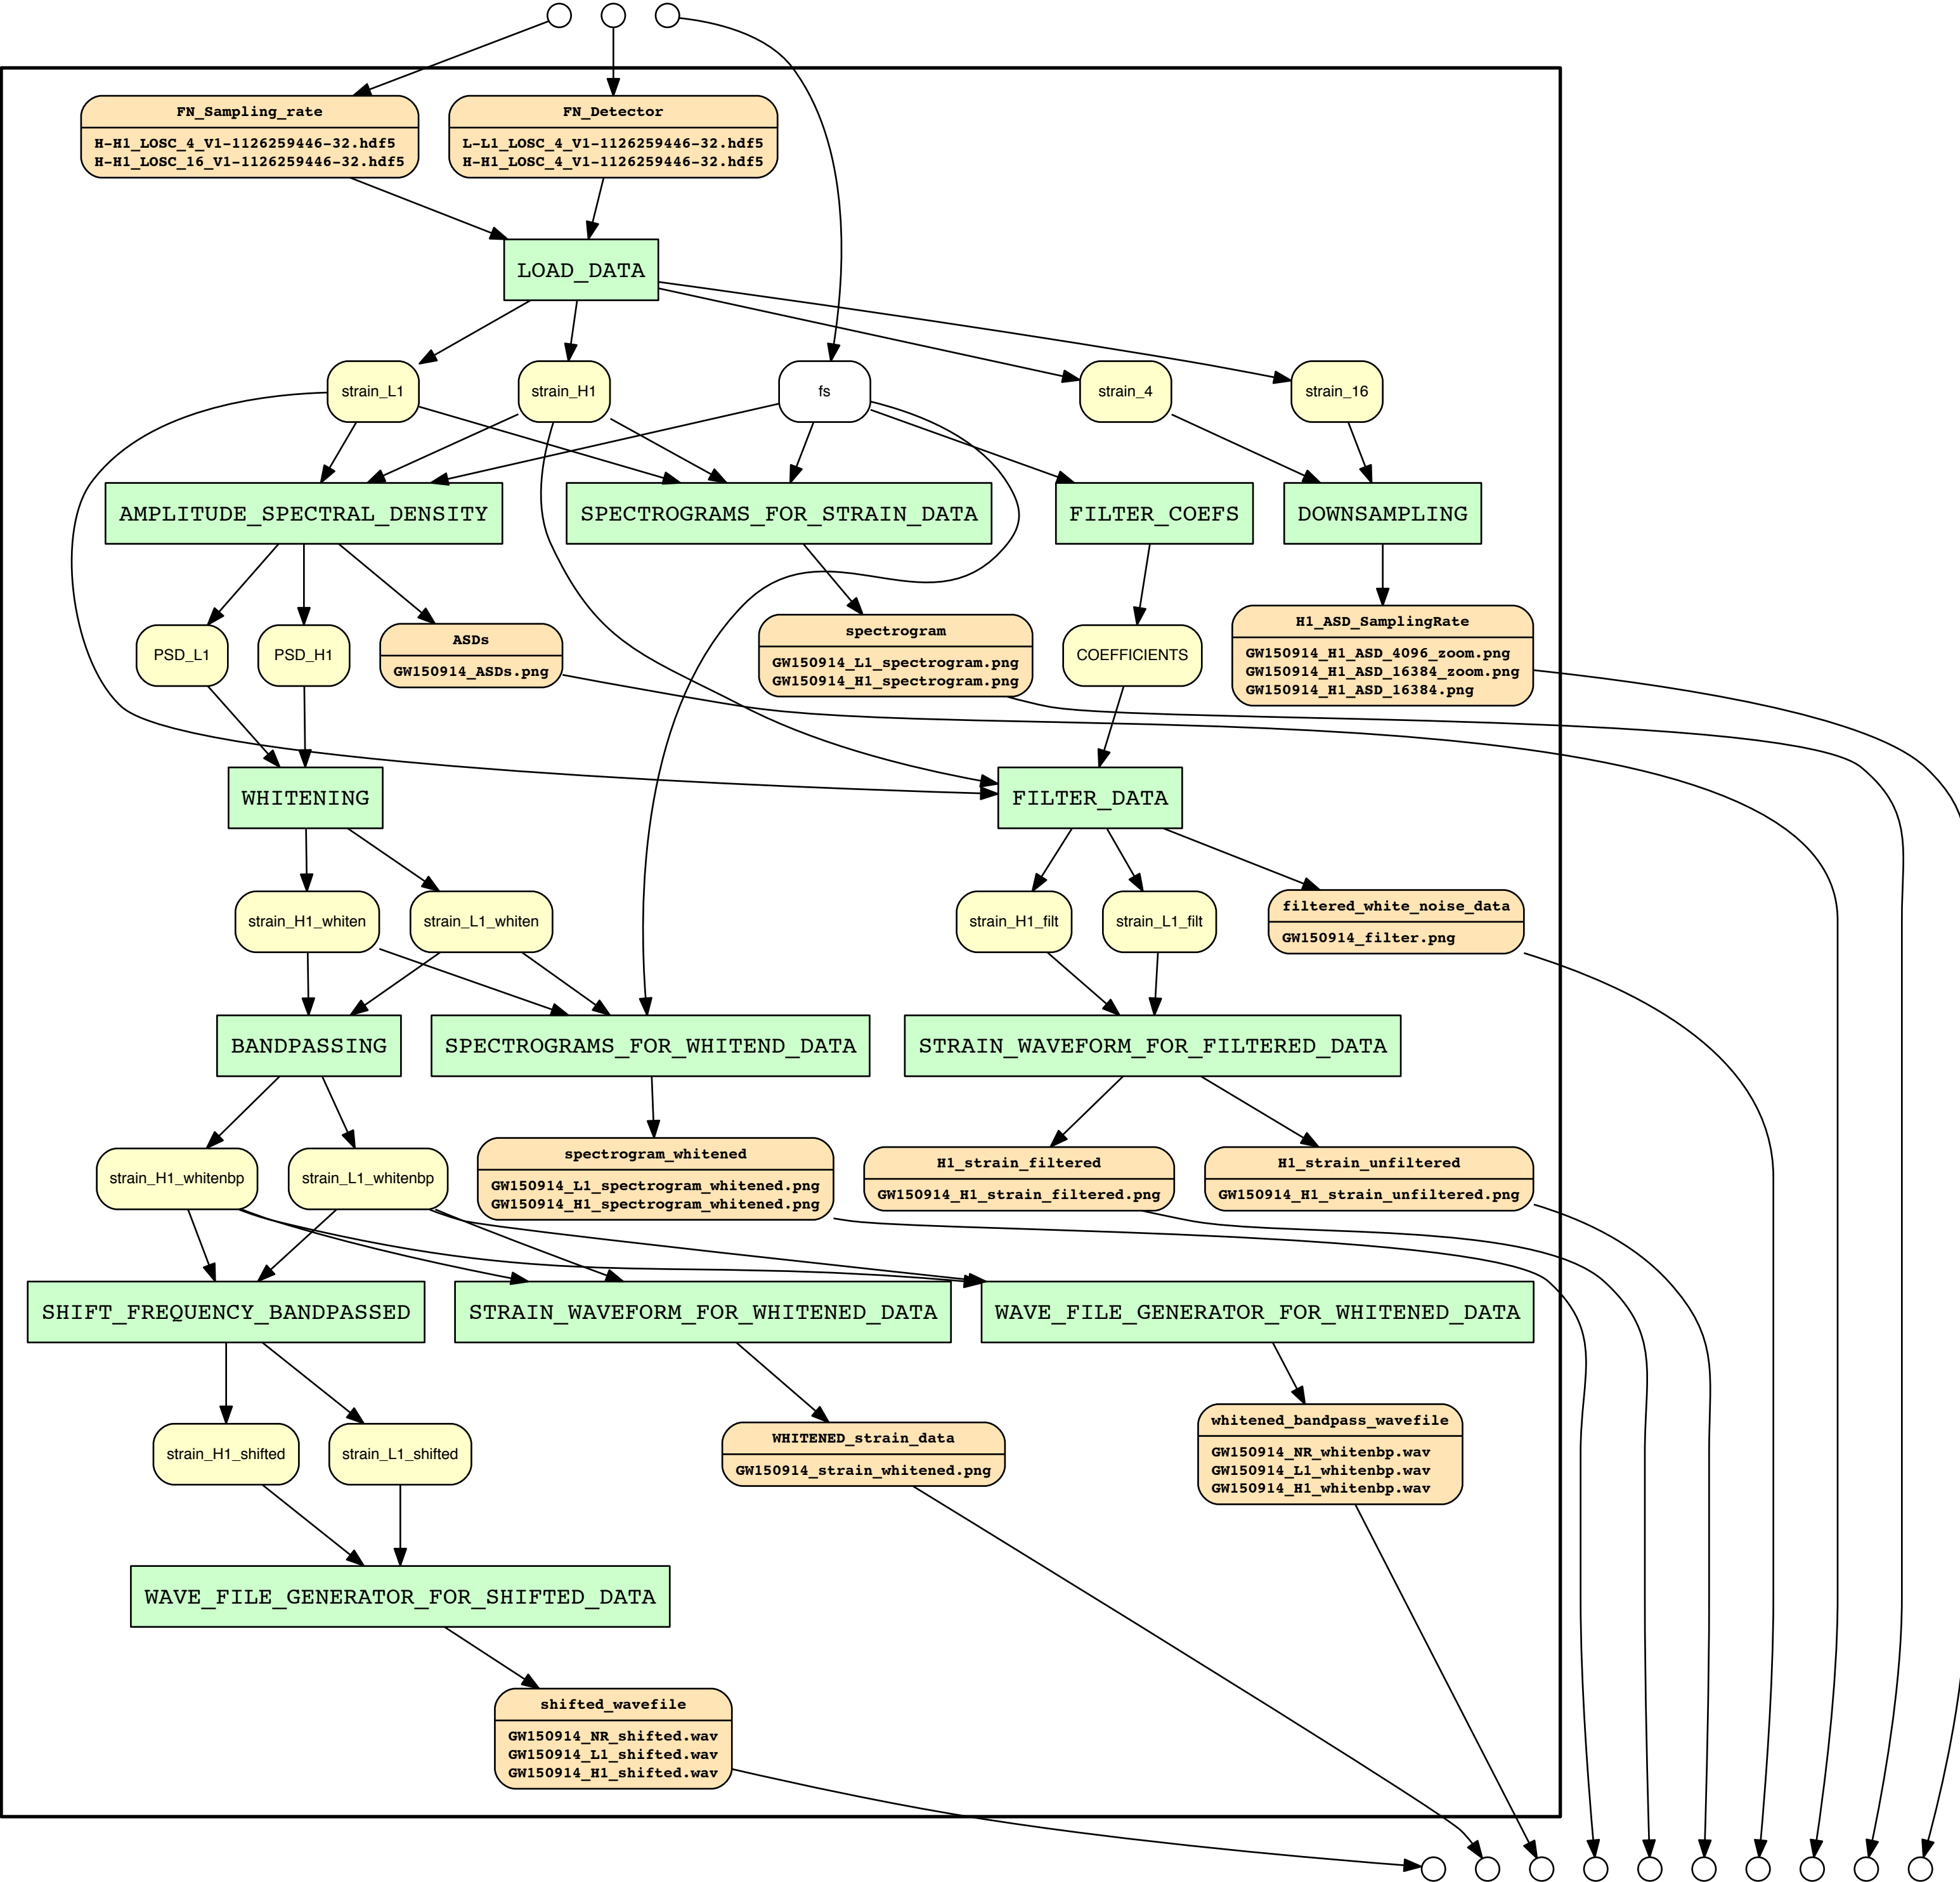 FN_Sampling_rate
H-H1_LOSC_4_V1-1126259446-32.hdf5
H-H1_LOSC_16_V1-1126259446-32.hdf5
FN_Detector
L-L1_LOSC_4_V1-1126259446-32.hdf5
H-H1_LOSC_4_V1-1126259446-32.hdf5
LOAD_DATA
strain_L1
strain_H1
fs
strain_4
strain_16
AMPLITUDE_SPECTRAL_DENSITY
SPECTROGRAMS_FOR_STRAIN_DATA
FILTER_COEFS
DOWNSAMPLING
PSD_L1
PSD_H1
ASDs
GW150914_ASDs.png
spectrogram
GW150914_L1_spectrogram.png
GW150914_H1_spectrogram.png
COEFFICIENTS
H1_ASD_SamplingRate
GW150914_H1_ASD_4096_zoom.png
GW150914_H1_ASD_16384_zoom.png
GW150914_H1_ASD_16384.png
WHITENING
FILTER_DATA
strain_H1_whiten
strain_L1_whiten
strain_H1_filt
strain_L1_filt
filtered_white_noise_data
GW150914_filter.png
BANDPASSING
SPECTROGRAMS_FOR_WHITEND_DATA
STRAIN_WAVEFORM_FOR_FILTERED_DATA
strain_H1_whitenbp
strain_L1_whitenbp
spectrogram_whitened
GW150914_L1_spectrogram_whitened.png
GW150914_H1_spectrogram_whitened.png
H1_strain_filtered
GW150914_H1_strain_filtered.png
H1_strain_unfiltered
GW150914_H1_strain_unfiltered.png
SHIFT_FREQUENCY_BANDPASSED
STRAIN_WAVEFORM_FOR_WHITENED_DATA
WAVE_FILE_GENERATOR_FOR_WHITENED_DATA
strain_H1_shifted
strain_L1_shifted
WHITENED_strain_data
GW150914_strain_whitened.png
whitened_bandpass_wavefile
GW150914_NR_whitenbp.wav
GW150914_L1_whitenbp.wav
GW150914_H1_whitenbp.wav
WAVE_FILE_GENERATOR_FOR_SHIFTED_DATA
shifted_wavefile
GW150914_NR_shifted.wav
GW150914_L1_shifted.wav
GW150914_H1_shifted.wav